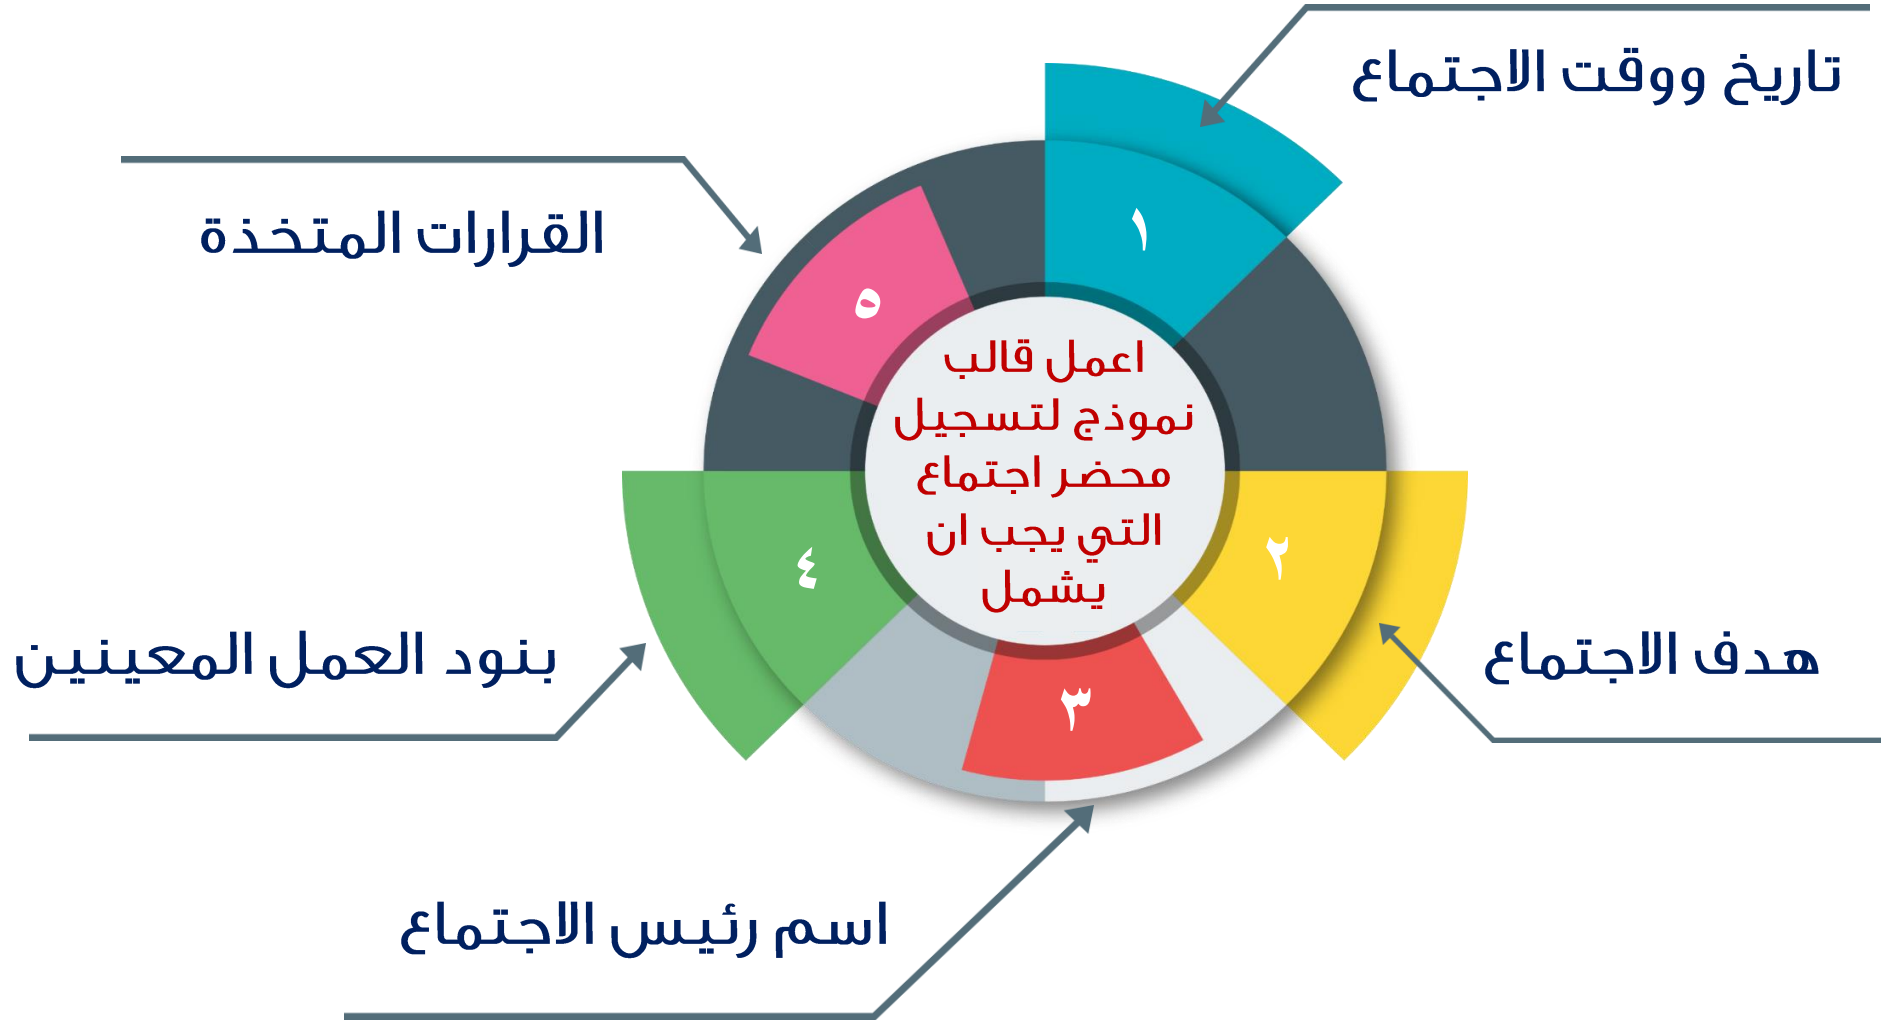 اعمل قالب
نموذج لتسجيل
محضر اجتماع
التي يجب ان
يشمل
١
تاريخ ووقت الاجتماع
٢
هدف الاجتماع
٣
اسم رئيس الاجتماع
٤
بنود العمل المعينين
٥
القرارات المتخذة